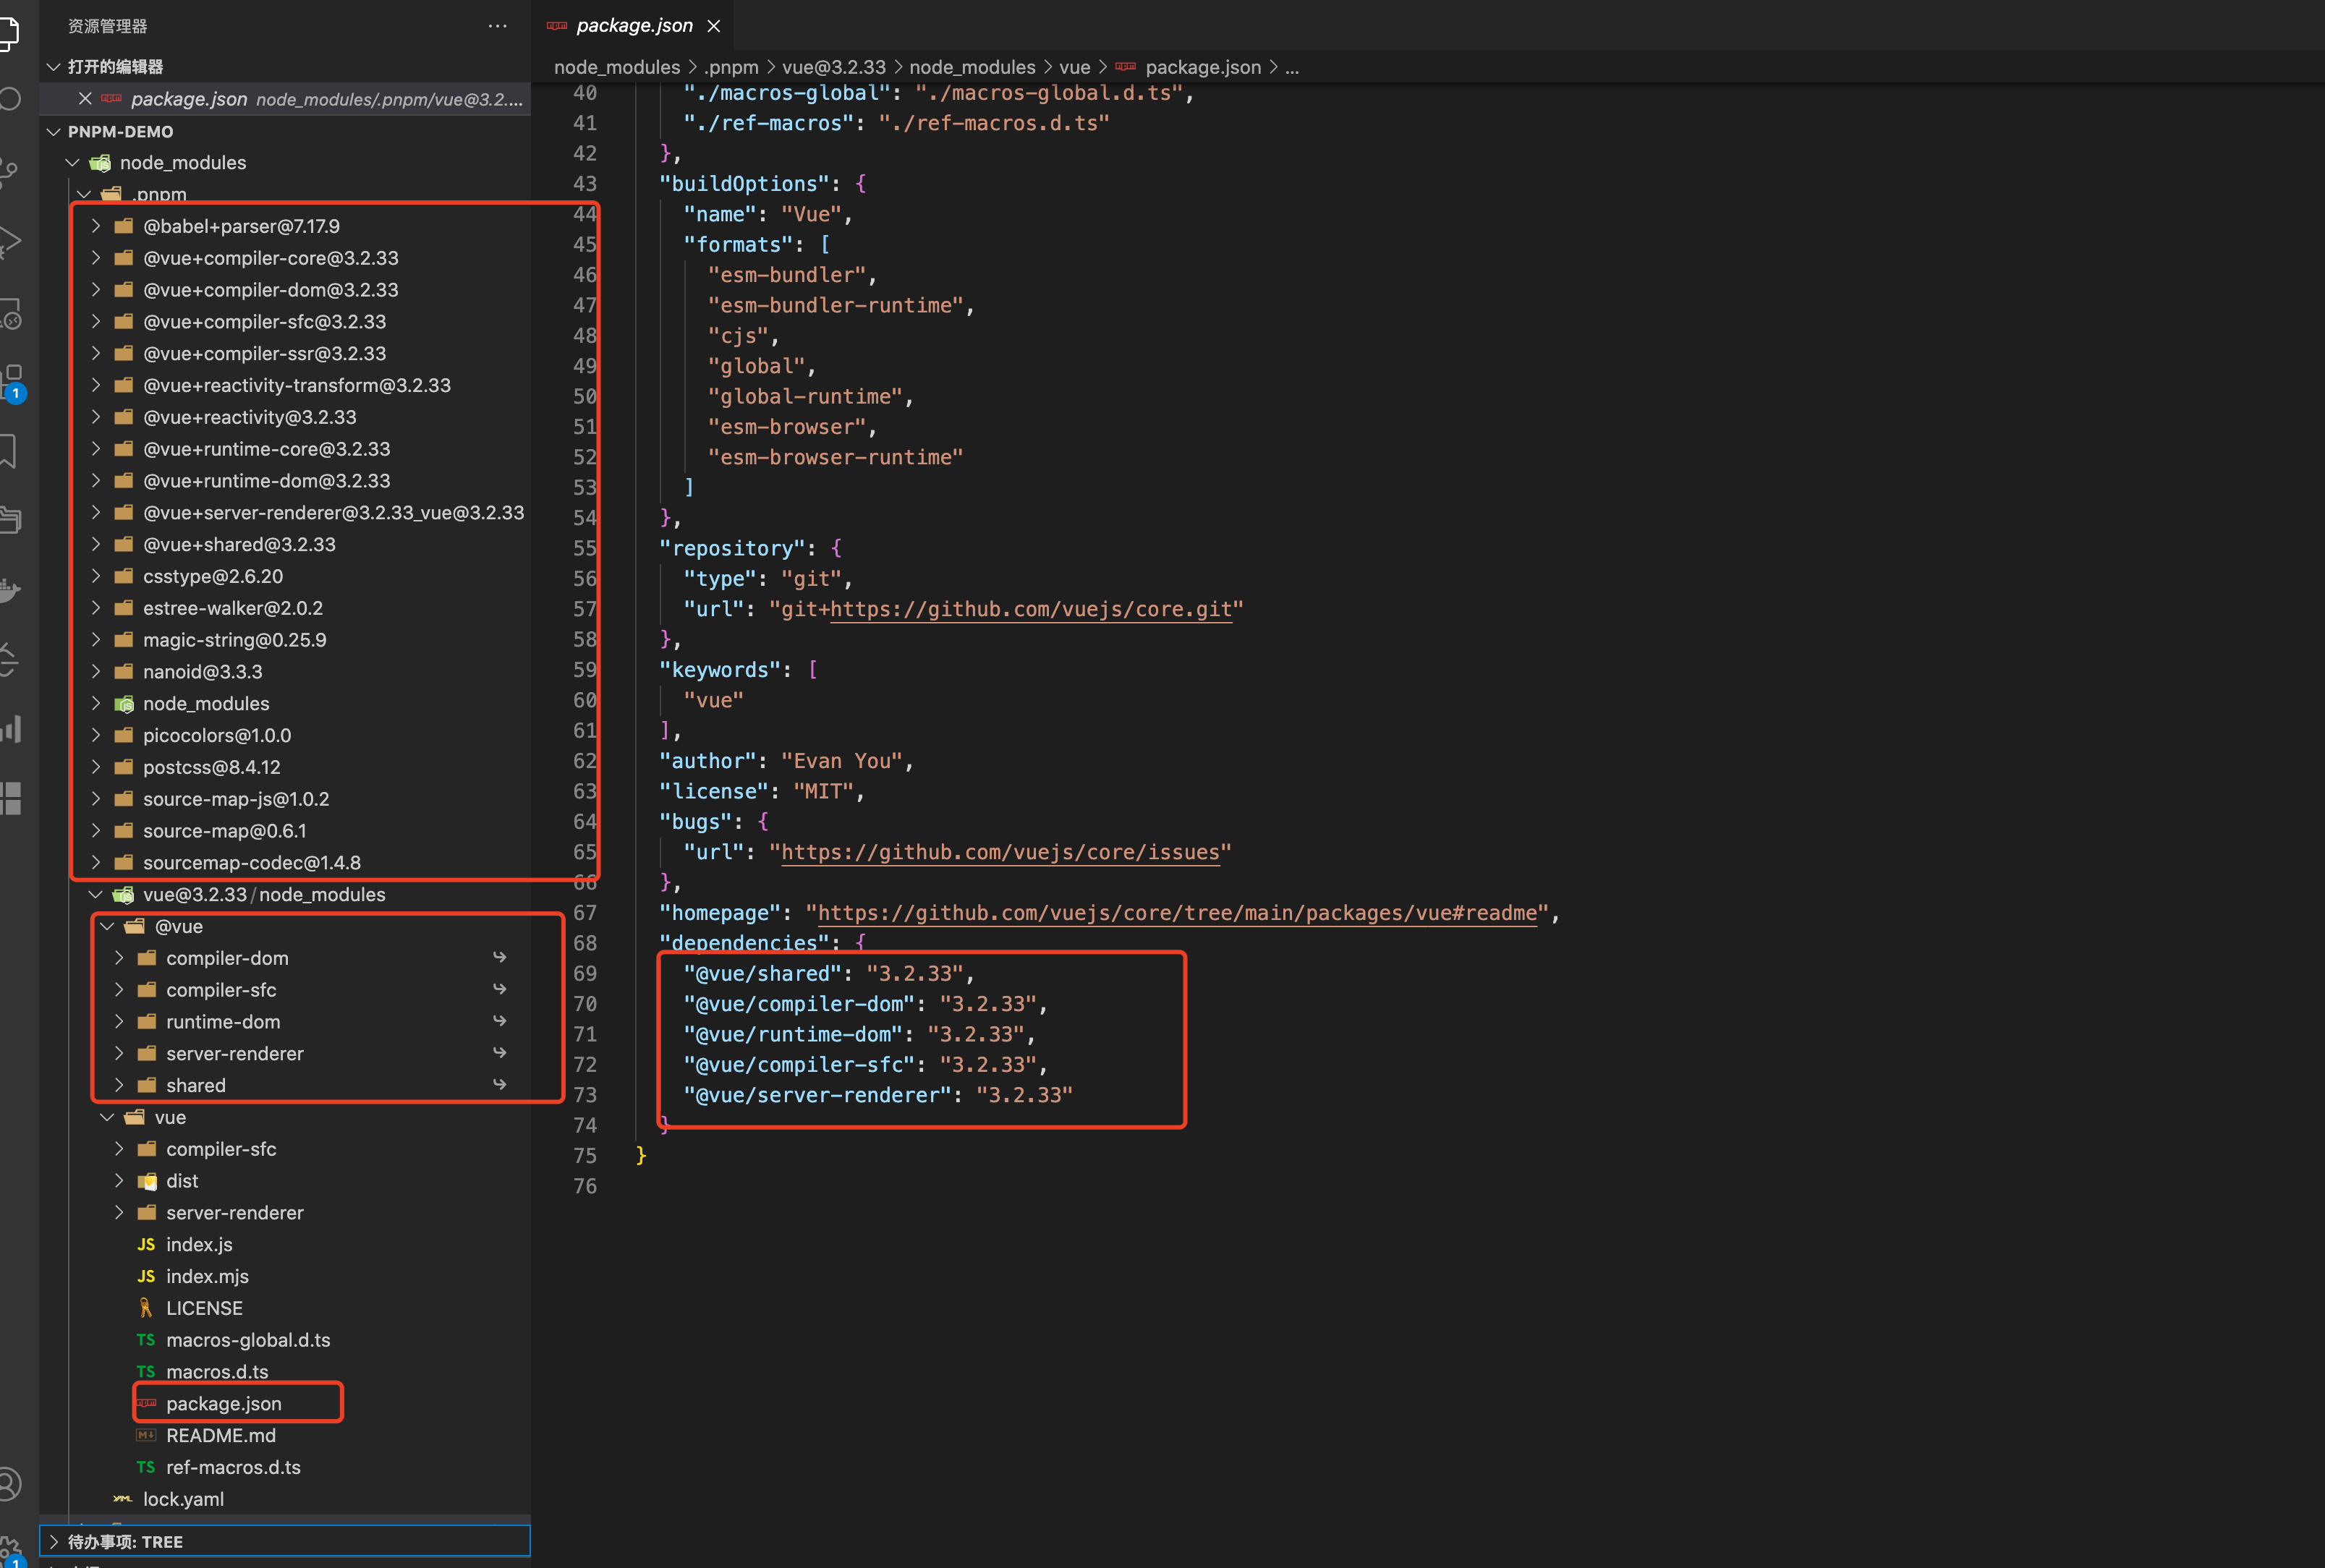 资源管理器
打开的编辑器
package.json node_modules/.pnpm/vue@3.2....
PNPM-DEMO
node_modules
.pnpm
@babel+parser@7.17.9
@vue+compiler-core@3.2.33
@vue+compiler-dom@3.2.33
@vue+compiler-sfc@3.2.33
@vue+compiler-ssr@3.2.33
@vue+reactivity-transform@3.2.33
@vue+reactivity@3.2.33
@vue+runtime-core@3.2.33
@vue+runtime-dom@3.2.33
@vue+server-renderer@3.2.33_vue@3.2.33
@vue+shared@3.2.33
csstype@2.6.20
estree-walker@2.0.2
magic-string@0.25.9
nanoid@3.3.3
node_modules
picocolors@1.0.0
postcss@8.4.12
source-map-js@1.0.2
source-map@0.6.1
sourcemap-codec@1.4.8
vue@3.2.33/node_modules
@vue
compiler-dom
compiler-sfc
runtime-dom
server-renderer
shared
vue
compiler-sfc
dist
server-renderer
JS index.js
JS index.mjs
LICENSE
TS macros-global.d.ts
TS macros.d.ts
package.json
README.md
TS ref-macros.d.ts
lock.yaml
待办事项: TREE
1
1
package.json
node_modules > .pnpm > vue@3.2.33 > node_modules > vue > package.json > ...
40 "./macros-global": "./macros-global.d.ts",
41 "./ref-macros": "./ref-macros.d.ts"
42 },
43 "buildOptions": {
44 "name": "Vue",
45 "formats": [
46 "esm-bundler",
47 "esm-bundler-runtime",
48 "cjs",
49 "global",
50 "global-runtime",
51 "esm-browser",
52 "esm-browser-runtime"
53 ]
54 },
55 "repository": {
56 "type": "git",
57 "url": "git+https://github.com/vuejs/core.git"
58 },
59 "keywords": [
60 "vue"
61 ],
62 "author": "Evan You",
63 "license": "MIT",
64 "bugs": {
65 "url": "https://github.com/vuejs/core/issues"
66 },
67 "homepage": "https://github.com/vuejs/core/tree/main/packages/vue#readme",
68 "dependencies": {
69 "@vue/shared": "3.2.33",
70 "@vue/compiler-dom": "3.2.33",
71 "@vue/runtime-dom": "3.2.33",
72 "@vue/compiler-sfc": "3.2.33",
73 "@vue/server-renderer": "3.2.33"
74 }
75 }
76